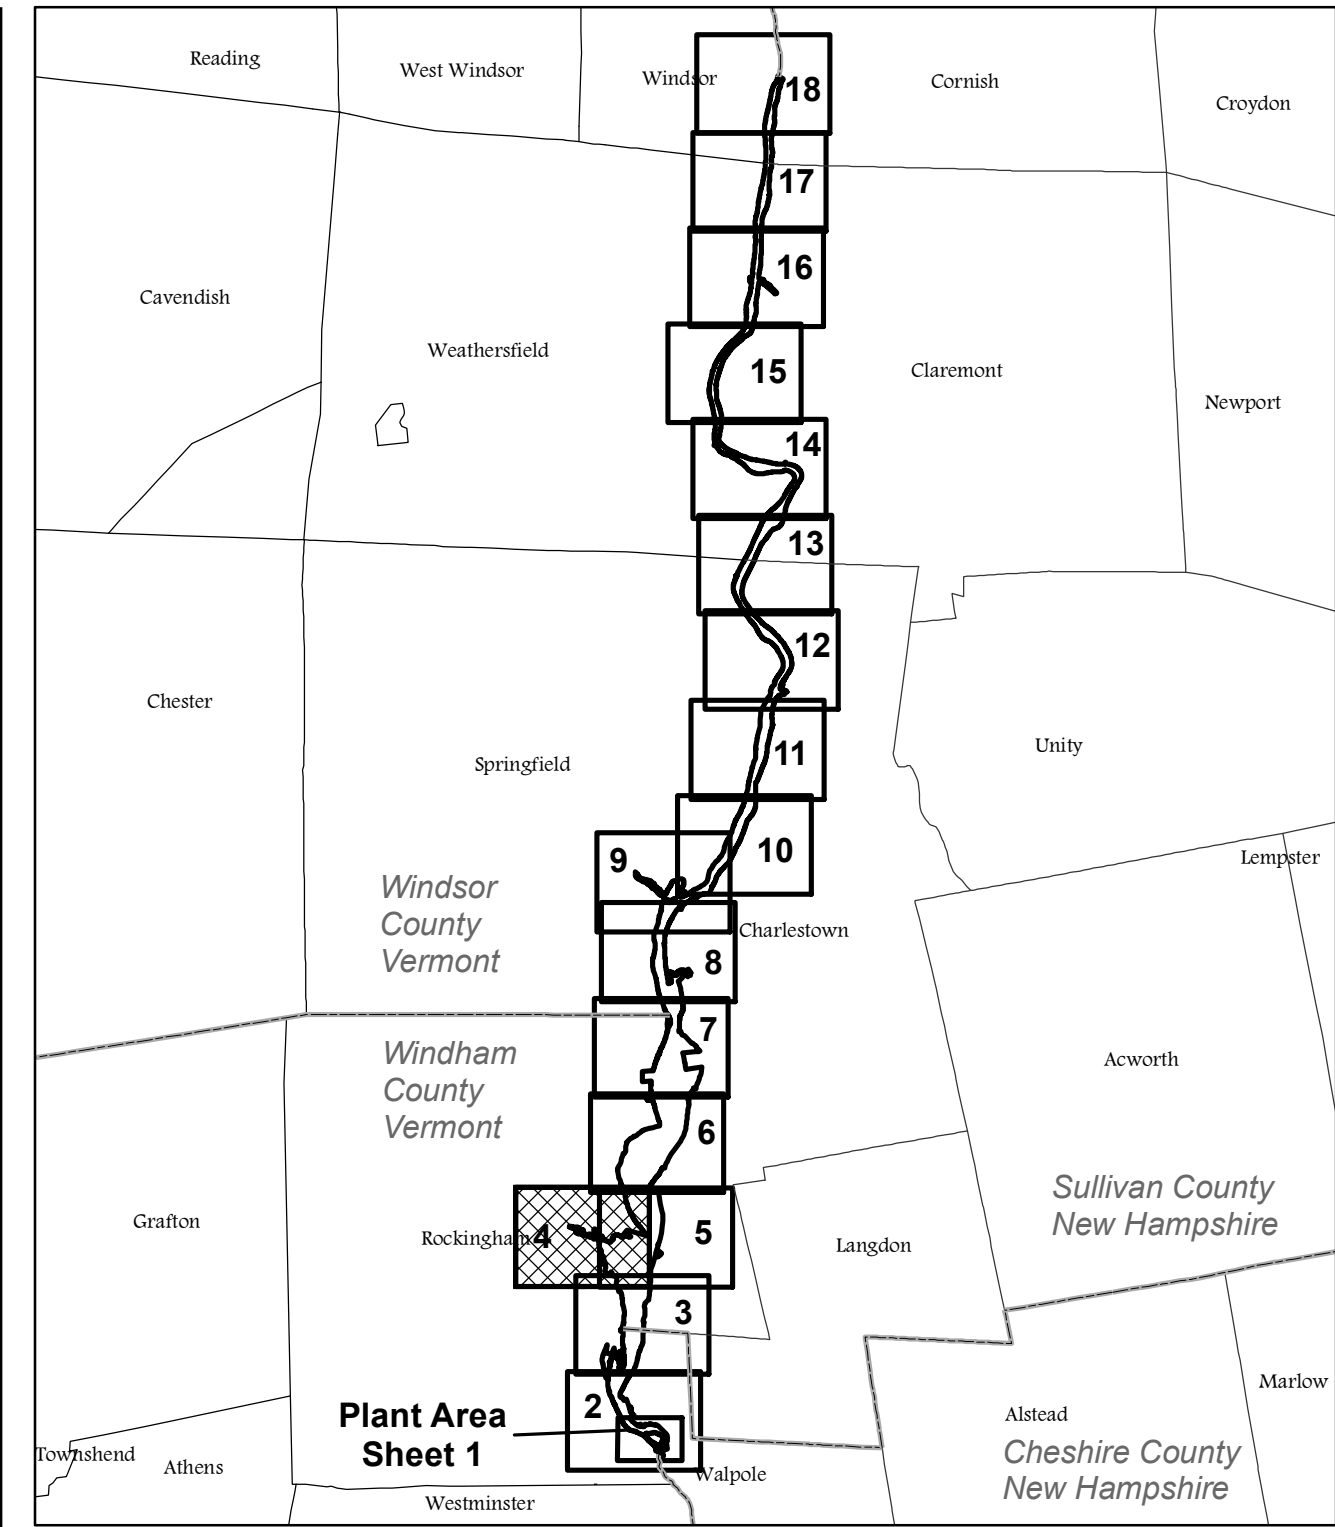 Reading
West Windsor
Windsor
18
Cornish
Croydon
17
16
Cavendish
Weathersfield
15
Claremont
Newport
14
13
12
Chester
11
Unity
Springfield
10
9
Lempster
Windsor
County
Vermont
Charlestown
8
7
Windham
County
Vermont
Acworth
6
Sullivan County
New Hampshire
Grafton
Rockingham
4
5
Langdon
3
Marlow
2
Plant Area
Sheet 1
Alstead
Cheshire County
New Hampshire
Townshend
Athens
Walpole
Westminster